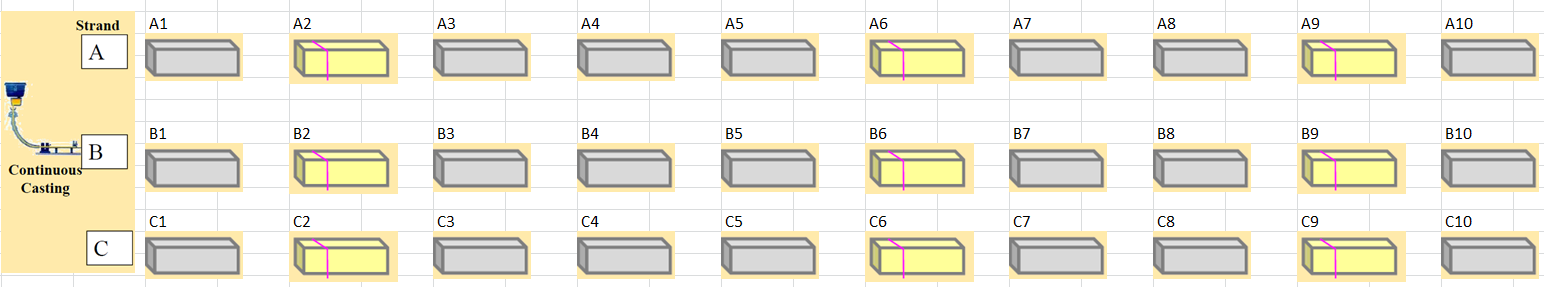 Strand
A1 A2 A3 A4 A5 A6 A7 A8 A9 A10
A
B1 B2 B3 B4 B5 B6 B7 B8 B9 B10
B
Continuous
Casting
C1 C2 C3 C4 C5 C6 C7 C8 C9 C10
C